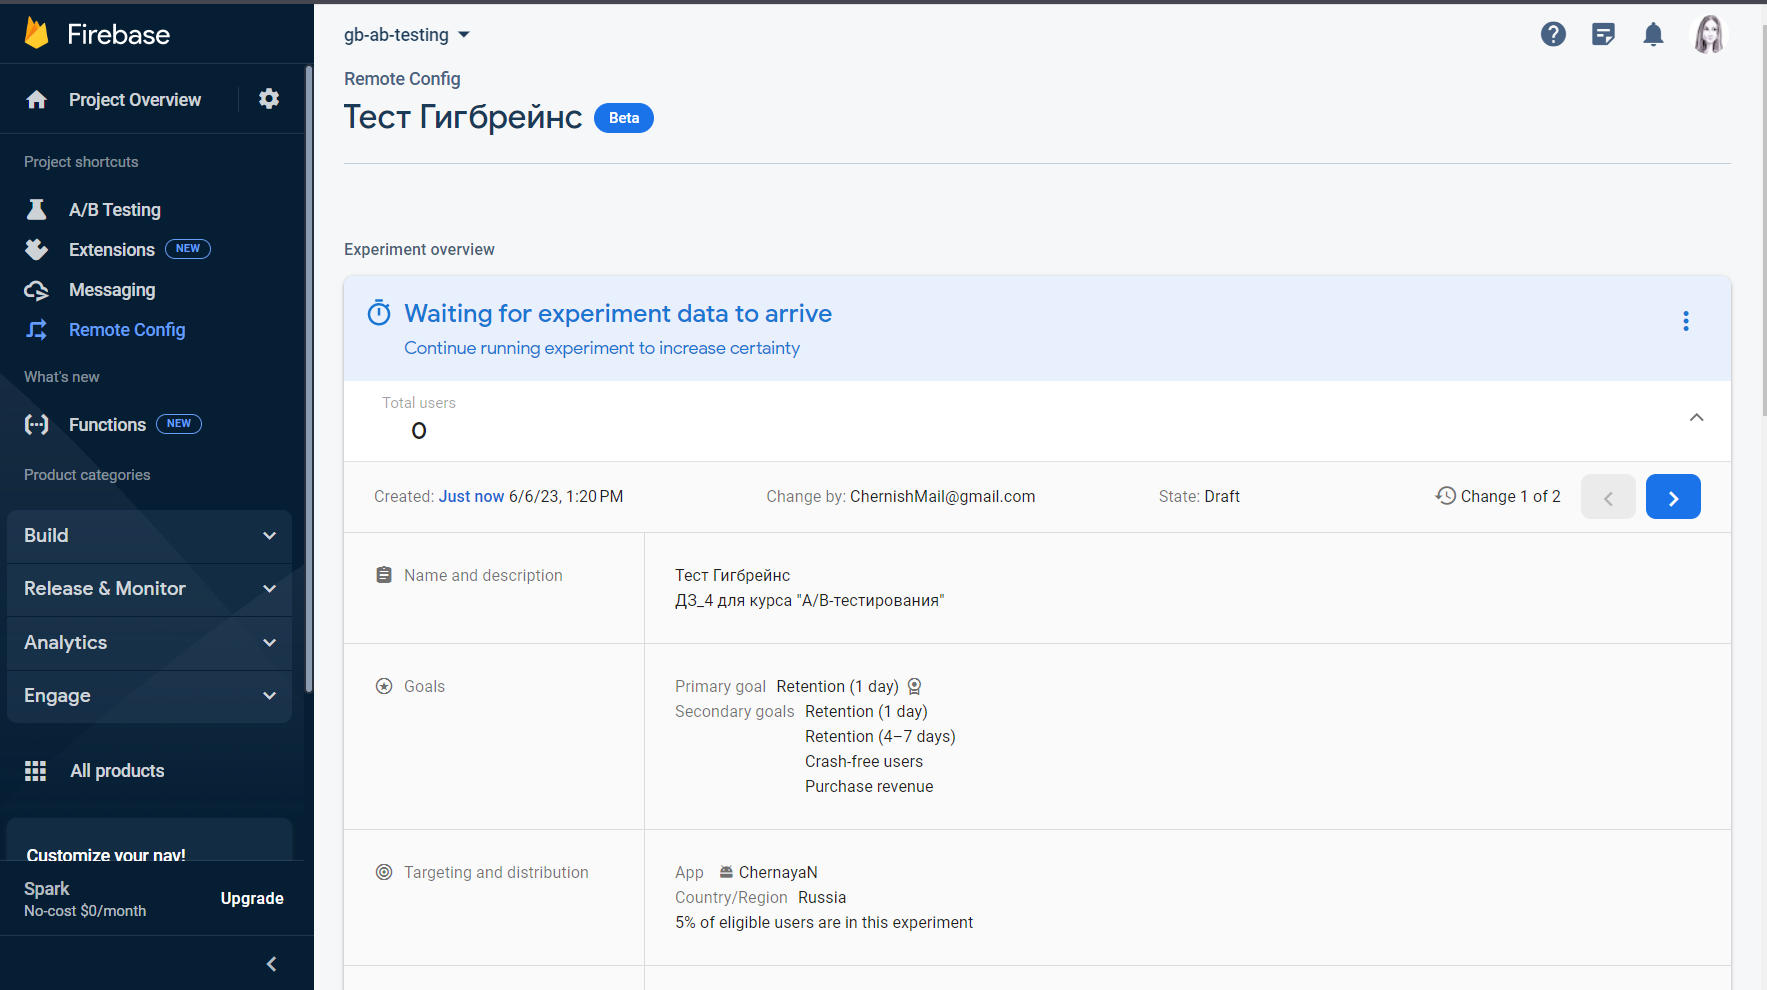 Firebase
Project Overview
Project shortcuts
A/B Testing
Extensions NEW
Messaging
Remote Config
What's new
Functions NEW
Product categories
Build
Release & Monitor
Analytics
Engage
All products
Customize your nav!
Spark
No-cost $0/month
Upgrade
gb-ab-testing
Remote Config
Тест Гигбрейнс Beta
Experiment overview
Waiting for experiment data to arrive
Continue running experiment to increase certainty
Total users
0
Created: Just now 6/6/23, 1:20 PM Change by: ChernishMail@gmail.com State: Draft Change 1 of 2
Name and description
Тест Гигбрейнс
ДЗ_4 для курса "А/В-тестирования"
Goals
Primary goal Retention (1 day)
Secondary goals Retention (1 day)
Retention (4–7 days)
Crash-free users
Purchase revenue
Targeting and distribution
App ChernayaN
Country/Region Russia
5% of eligible users are in this experiment